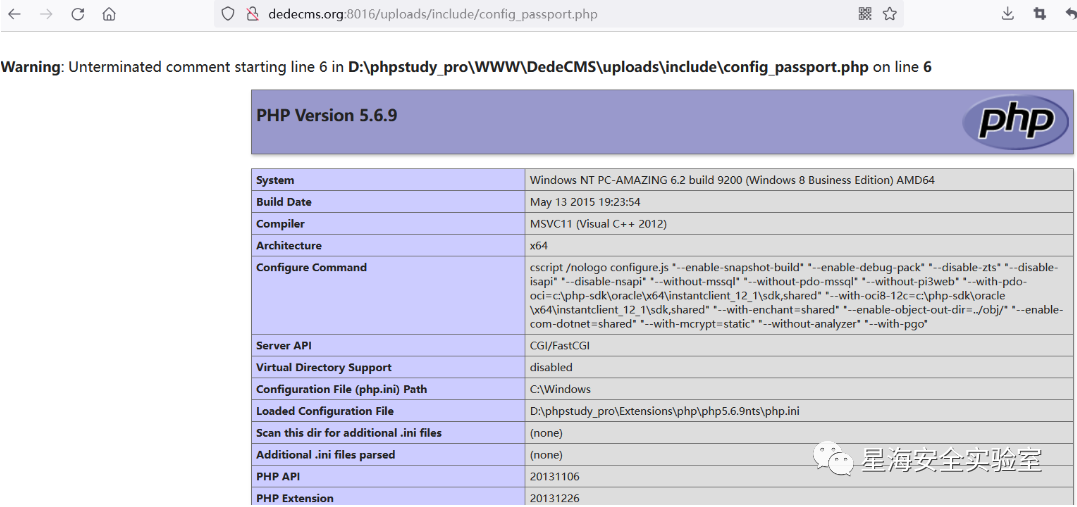 dedecms.org:8016/uploads/include/config_passport.php
Warning: Unterminated comment starting line 6 in D:\phpstudy_pro\WWW\DedeCMS\uploads\include\config_passport.php on line 6
PHP Version 5.6.9
php
System Windows NT PC-AMAZING 6.2 build 9200 (Windows 8 Business Edition) AMD64
Build Date May 13 2015 19:23:54
Compiler MSVC11 (Visual C++ 2012)
Architecture x64
Configure Command cscript /nologo configure.js "--enable-snapshot-build" "--enable-debug-pack" "--disable-zts" "--disable-
isapi" "--disable-nsapi" "--without-mssql" "--without-pdo-mssql" "--without-pi3web" "--with-pdo-
oci=c:\php-sdk\oracle\x64\instantclient_12_1\sdk,shared" "--with-oci8-12c=c:\php-sdk\oracle
\x64\instantclient_12_1\sdk,shared" "--with-enchant=shared" "--enable-object-out-dir=../obj/" "--enable-
com-dotnet=shared" "--with-mcrypt=static" "--without-analyzer" "--with-pgo"
Server API CGI/FastCGI
Virtual Directory Support disabled
Configuration File (php.ini) Path C:\Windows
Loaded Configuration File D:\phpstudy_pro\Extensions\php\php5.6.9nts\php.ini
Scan this dir for additional .ini files (none)
Additional .ini files parsed (none)
PHP API 20131106
PHP Extension 20131226
星海安全实验室